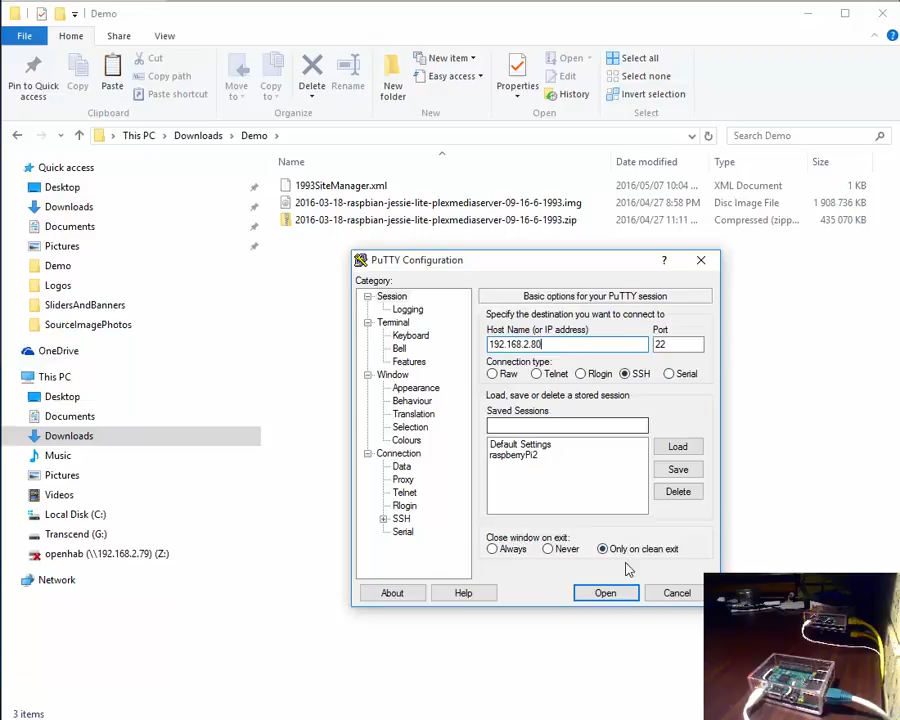 Demo
File Home Share View
Pin to Quick access
Copy
Paste
Cut
Copy path
Paste shortcut
Clipboard
Move to
Copy to
Delete
Rename
Organize
New folder
New item
Easy access
New
Properties
Open
Edit
History
Open
Select all
Select none
Invert selection
Select
This PC > Downloads > Demo >
Search Demo
Name Date modified Type Size
1993SiteManager.xml 2016/05/07 10:04 ... XML Document 1 KB
2016-03-18-raspbian-jessie-lite-plexmediaserver-09-16-6-1993.img 2016/04/27 8:58 PM Disc Image File 1 908 736 KB
2016-03-18-raspbian-jessie-lite-plexmediaserver-09-16-6-1993.zip 2016/04/27 11:11 ... Compressed (zipp... 435 070 KB
Quick access
Desktop
Downloads
Documents
Pictures
Demo
Logos
SlidersAndBanners
SourceImagePhotos
OneDrive
This PC
Desktop
Documents
Downloads
Music
Pictures
Videos
Local Disk (C:)
Transcend (G:)
openhab (\\192.168.2.79) (Z:)
Network
3 items
PuTTY Configuration
?
Category:
Session
Logging
Terminal
Keyboard
Bell
Features
Window
Appearance
Behaviour
Translation
Selection
Colours
Connection
Data
Proxy
Telnet
Rlogin
SSH
Serial
Basic options for your PuTTY session
Specify the destination you want to connect to
Host Name (or IP address) Port
192.168.2.80 22
Connection type:
Raw Telnet Rlogin SSH Serial
Load, save or delete a stored session
Saved Sessions
Default Settings
raspberryPi2
Load
Save
Delete
Close window on exit:
Always Never Only on clean exit
About Help Open Cancel